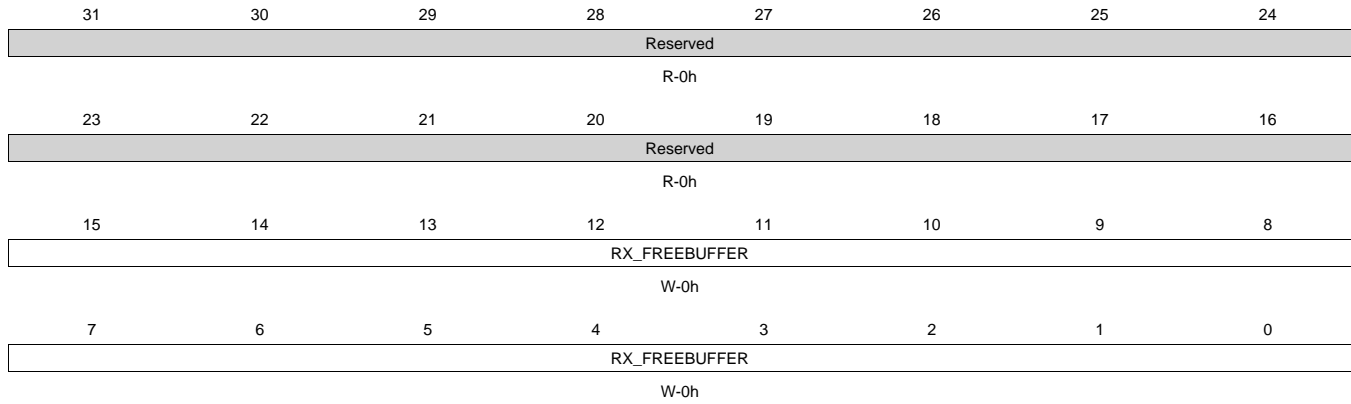 31 30 29 28 27 26 25 24
Reserved
R-0h
23 22 21 20 19 18 17 16
Reserved
R-0h
15 14 13 12 11 10 9 8
RX_FREEBUFFER
W-0h
7 6 5 4 3 2 1 0
RX_FREEBUFFER
W-0h